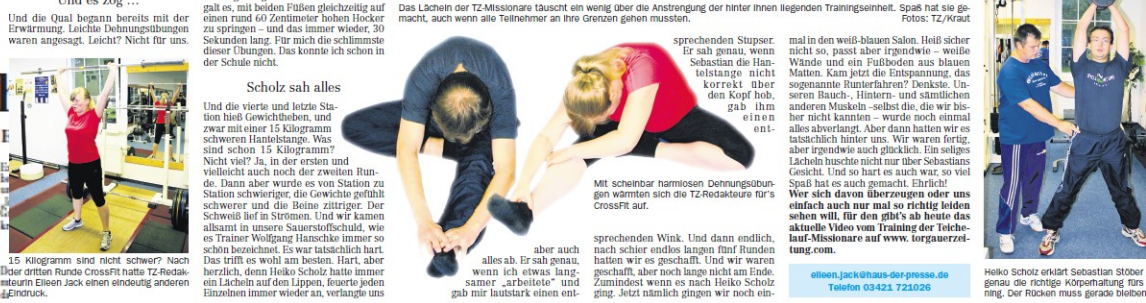 Und es zog …
Und die Qual begann bereits mit der
Erwärmung. Leichte Dehnungsübungen
waren angesagt. Leicht? Nicht für uns.
15 Kilogramm sind nicht schwer? Nach
der dritten Runde CrossFit hatte TZ-Redak-
teurin Eileen Jack einen eindeutig anderen
Eindruck.
galt es, mit beiden Füßen gleichzeitig auf
einen rund 60 Zentimeter hohen Hocker
zu springen – und das immer wieder, 30
Sekunden lang. Für mich die schlimmste
dieser Übungen. Das konnte ich schon in
der Schule nicht.
Scholz sah alles
Und die vierte und letzte Sta-
tion hieß Gewichtheben, und
zwar mit einer 15 Kilogramm
schweren Hantelstange. Was
sind schon 15 Kilogramm?
Nicht viel? Ja, in der ersten und
vielleicht auch noch der zweiten Run-
de. Dann aber wurde es von Station zu
Station schwieriger, die Gewichte gefühlt
schwerer und die Beine zittriger. Der
Schweiß lief in Strömen. Und wir kamen
allsamt in unsere Sauerstoffschuld, wie
es Trainer Wolfgang Hanschke immer so
schön bezeichnet. Es war tatsächlich hart.
Das trifft es wohl am besten. Hart, aber
herzlich, denn Heiko Scholz hatte immer
ein Lächeln auf den Lippen, feuerte jeden
Einzelnen immer wieder an, verlangte uns
Das Lächeln der TZ-Missionare täuscht ein wenig über die Anstrengung der hinter ihnen liegenden Trainingseinheit. Spaß hat sie ge-
macht, auch wenn alle Teilnehmer an ihre Grenzen gehen mussten.
Fotos: TZ/Kraut
aber auch
alles ab. Er sah genau,
wenn ich etwas lang-
samer „arbeitete" und
gab mir lautstark einen ent-
sprechenden Stupser.
Er sah genau, wenn
Sebastian die Han-
telstange nicht
korrekt über
den Kopf hob,
gab ihm
einen
ent-
Mit scheinbar harmlosen Dehnungsübun-
gen wärmten sich die TZ-Redakteure für's
CrossFit auf.
sprechenden Wink. Und dann endlich,
nach schier endlos langen fünf Runden
hatten wir es geschafft. Und wir waren
geschafft, aber noch lange nicht am Ende.
Zumindest wenn es nach Heiko Scholz
ging. Jetzt nämlich gingen wir noch ein-
mal in den weiß-blauen Salon. Heiß sicher
nicht so, passt aber irgendwie – weiße
Wände und ein Fußboden aus blauen
Matten. Kam jetzt die Entspannung, das
sogenannte Runterfahren? Denkste. Un-
seren Bauch-, Hintern- und sämtlichen
anderen Muskeln –selbst die, die wir bis-
her nicht kannten – wurde noch einmal
alles abverlangt. Aber dann hatten wir es
tatsächlich hinter uns. Wir waren fertig,
aber irgendwie auch glücklich. Ein seliges
Lächeln huschte nicht nur über Sebastians
Gesicht. Und so hart es auch war, so viel
Spaß hat es auch gemacht. Ehrlich!
Wer sich davon überzeugen oder uns
einfach auch nur mal so richtig leiden
sehen will, für den gibt's ab heute das
aktuelle Video vom Training der Teiche-
lauf-Missionare auf www. torgauerzei-
tung.com.
eileen.jack@haus-der-presse.de
Telefon 03421 721026
Heiko Scholz erklärt Sebastian Stöber
genau die richtige Körperhaltung für
ning. Der Rücken muss gerade bleiben